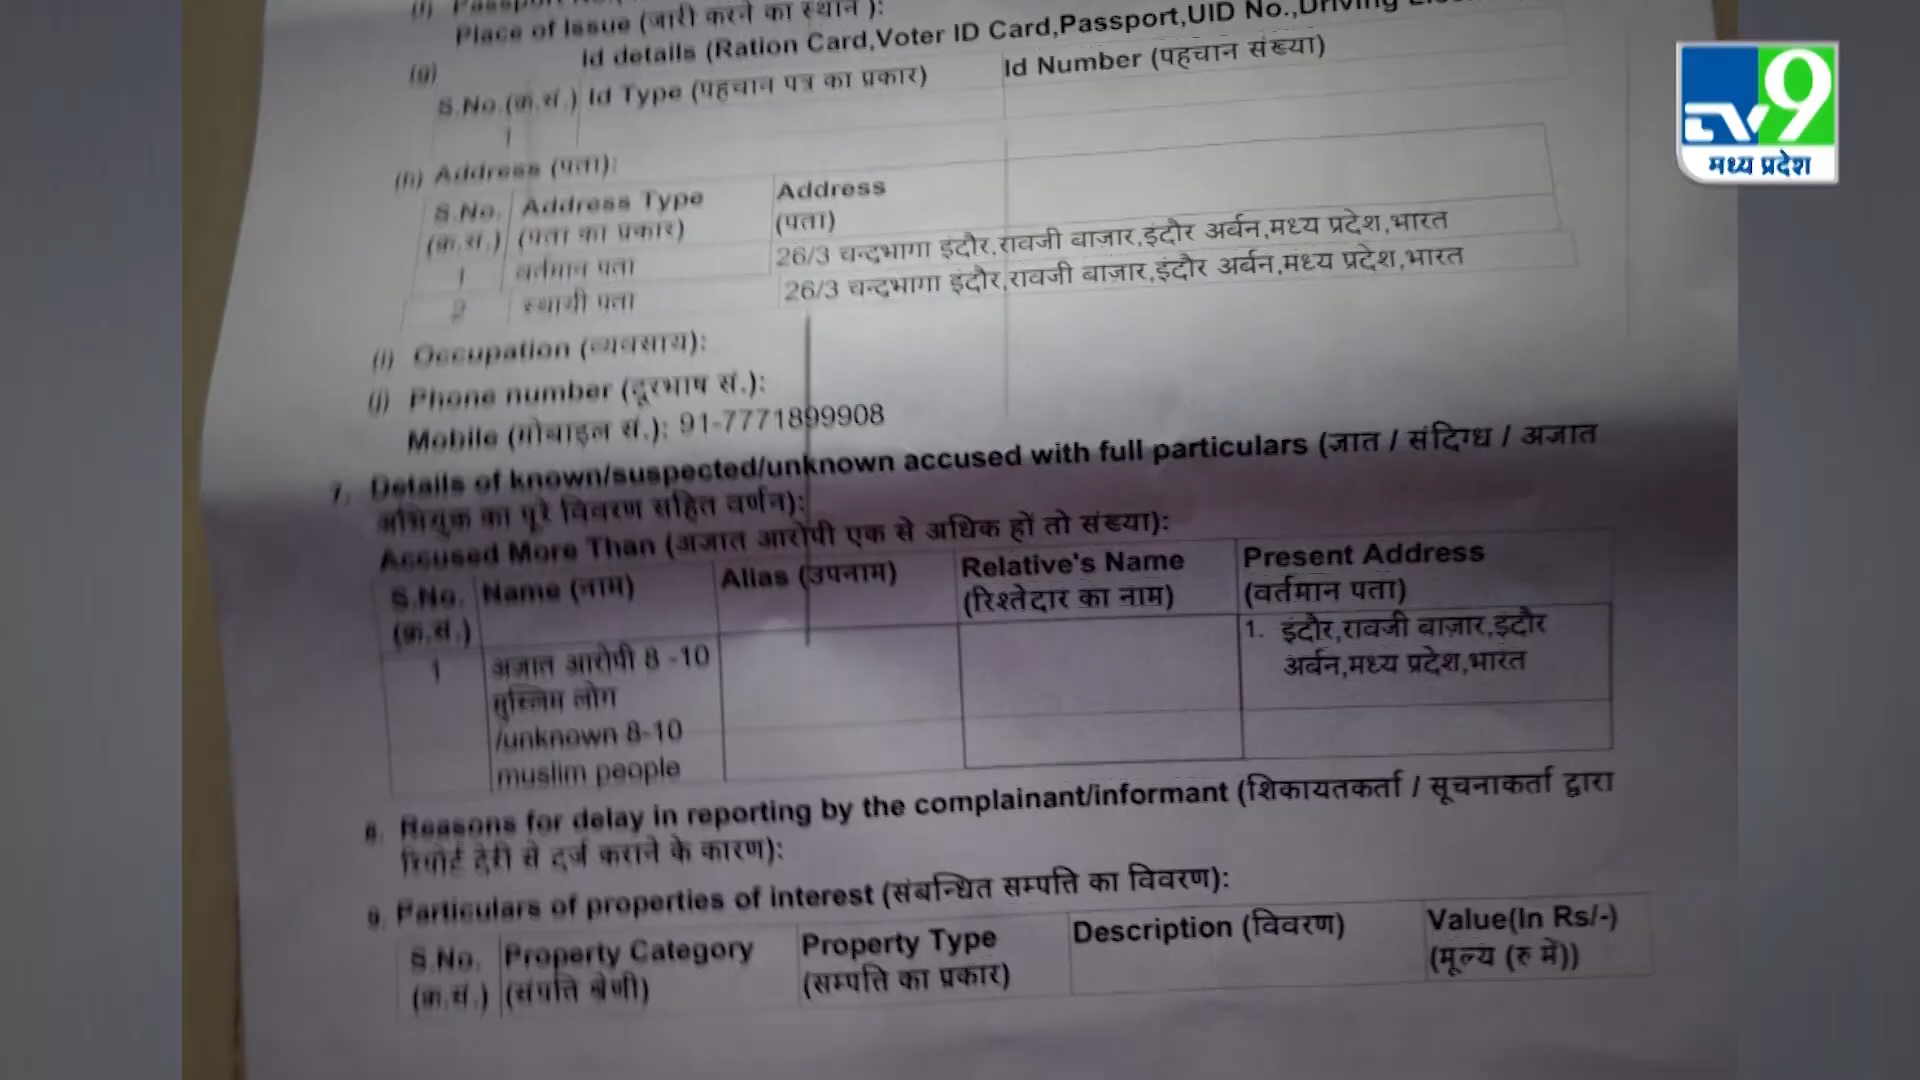 Place of Issue (जारी करने का स्थान ):
(g) Id details (Ration Card,Voter ID Card,Passport,UID No.,Driving
S.No.(क्र.सं.) Id Type (पहचान पत्र का प्रकार) Id Number (पहचान संख्या)
1
(h) Address (पता):
S.No. (क्र.सं.) Address Type (पता का प्रकार) Address (पता)
1 वर्तमान पता 26/3 चन्दभागा इंदौर,रावजी बाजार,इंदौर अर्बन,मध्य प्रदेश,भारत
2 स्थायी पता 26/3 चन्दभागा इंदौर,रावजी बाज़ार,इंदौर अर्बन,मध्य प्रदेश,भारत
(i) Occupation (व्यवसाय):
(j) Phone number (दूरभाष सं.):
Mobile (मोबाइल सं.): 91-7771899908
7. Details of known/suspected/unknown accused with full particulars (ज्ञात / संदिग्ध / अज्ञात
अभियुक्त का पूरे विवरण सहित वर्णन):
Accused More Than (अज्ञात आरोपी एक से अधिक हों तो संख्या):
S.No. (क्र.सं.) Name (नाम) Alias (उपनाम) Relative's Name (रिश्तेदार का नाम) Present Address (वर्तमान पता)
1 अज्ञात आरोपी 8 -10 मुस्लिम लोग /unknown 8-10 muslim people 1. इंदौर,रावजी बाज़ार,इंदौर अर्बन,मध्य प्रदेश,भारत
8. Reasons for delay in reporting by the complainant/informant (शिकायतकर्ता / सूचनाकर्ता द्वारा
रिपोर्ट देरी से दर्ज कराने के कारण):
9. Particulars of properties of interest (संबन्धित सम्पत्ति का विवरण):
S.No. (क्र.सं.) Property Category (संपत्ति श्रेणी) Property Type (सम्पत्ति का प्रकार) Description (विवरण) Value(In Rs/-) (मूल्य (रु में))
TV9
मध्य प्रदेश